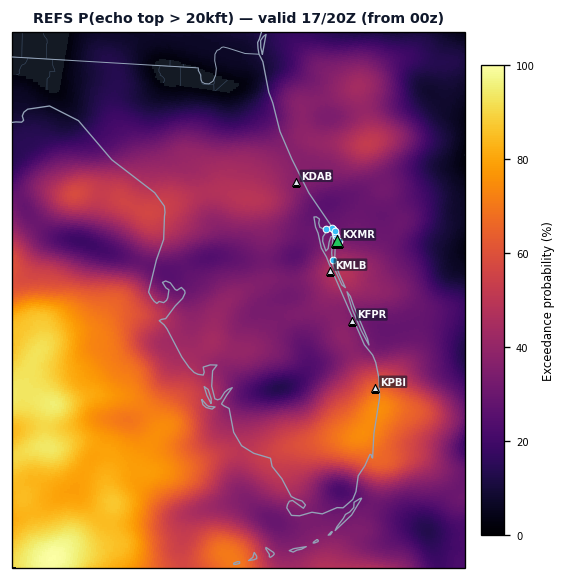 REFS P(echo top > 20kft) — valid 17/20Z (from 00z)
KDAB
KXMR
KMLB
KFPR
KPBI
100
80
60
40
20
0
Exceedance probability (%)